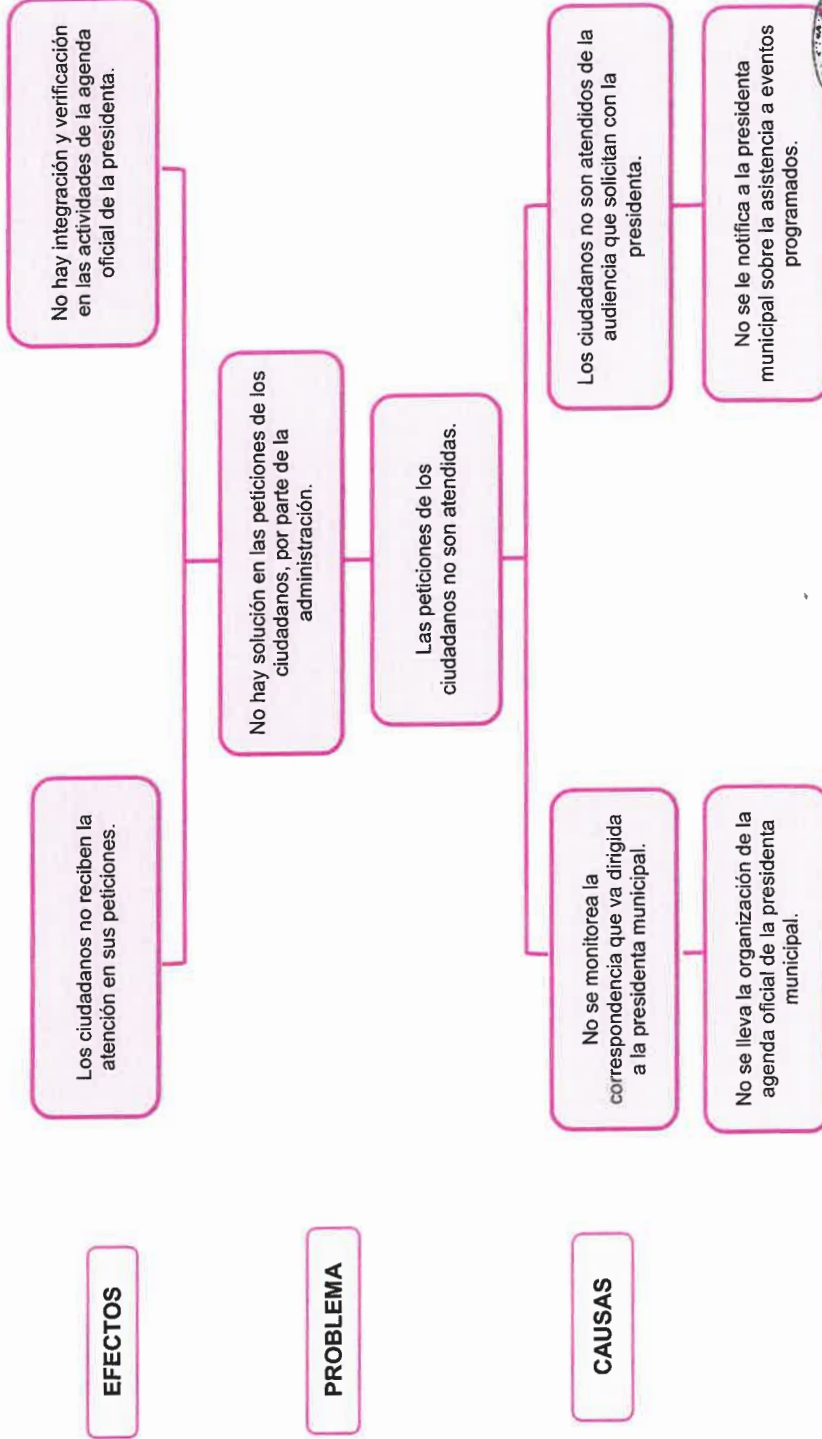 EFECTOS
Los ciudadanos no reciben la
atención en sus peticiones.
No hay integración y verificación
en las actividades de la agenda
oficial de la presidenta.
PROBLEMA
No hay solución en las peticiones de los
ciudadanos, por parte de la
administración.
Las peticiones de los
ciudadanos no son atendidas.
CAUSAS
No se monitorea la
correspondencia que va dirigida
a la presidenta municipal.
Los ciudadanos no son atendidos de la
audiencia que solicitan con la
presidenta.
No se lleva la organización de la
agenda oficial de la presidenta
municipal.
No se le notifica a la presidenta
municipal sobre la asistencia a eventos
programados.